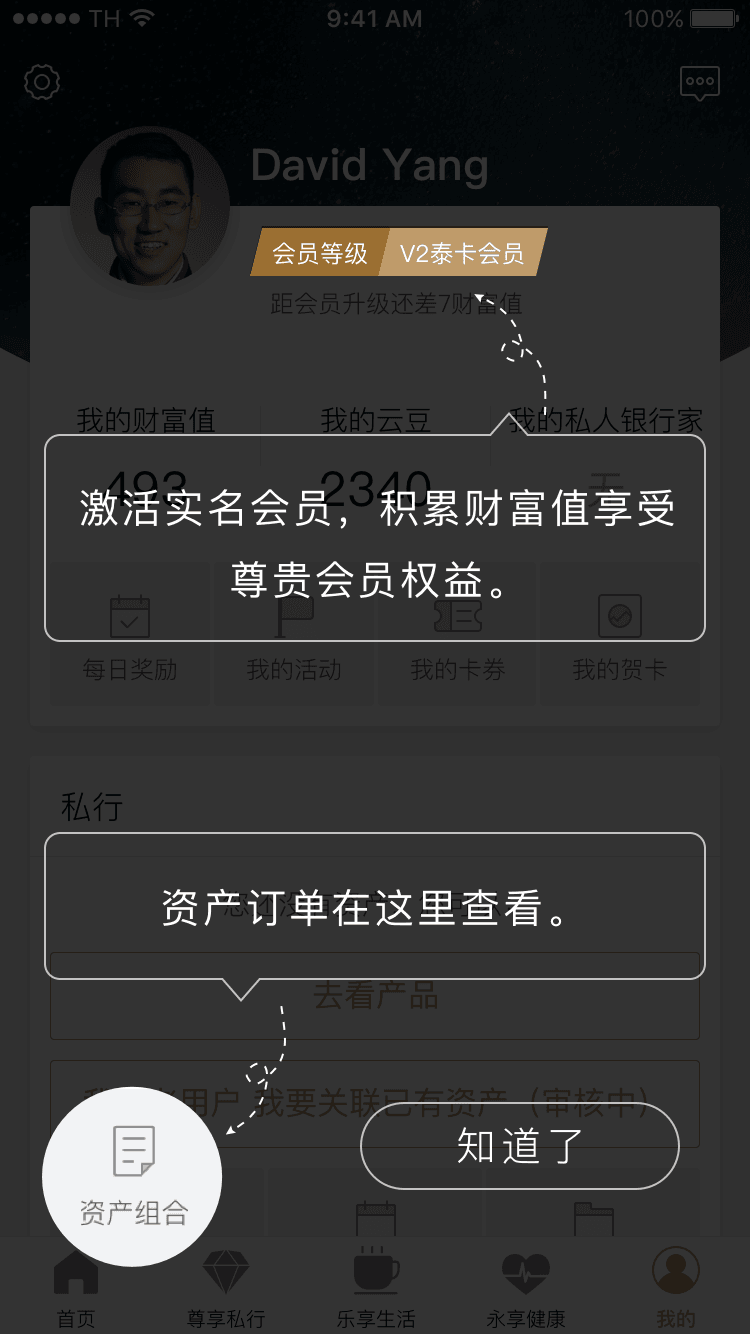 TH
9:41 AM
100%
David Yang
会员等级 V2泰卡会员
距会员升级还差7财富值
我的财富值 我的云豆 我的私人银行家
493 2340 无
激活实名会员，积累财富值享受
尊贵会员权益。
每日奖励 我的活动 我的卡券 我的贺卡
私行
资产订单在这里查看。
去看产品
用户 我要关联已有资产（审核中）
知道了
资产组合
首页 尊享私行 乐享生活 永享健康 我的